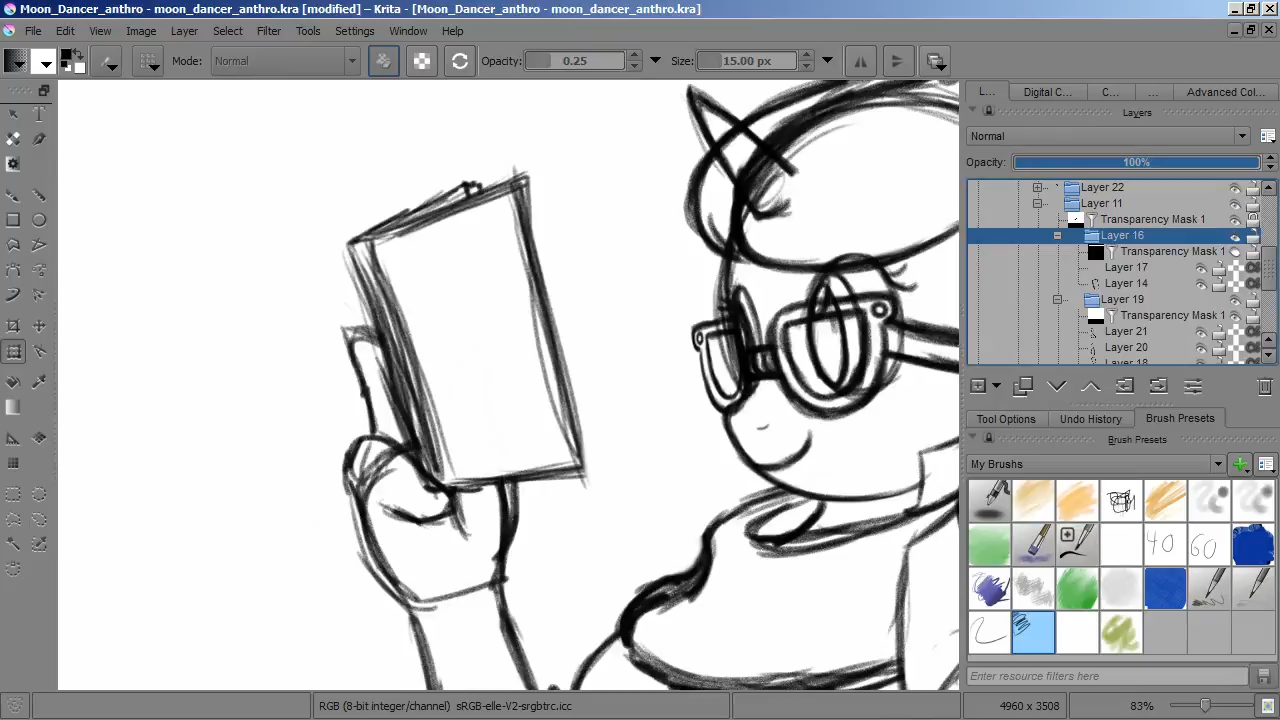 Moon_Dancer_anthro - moon_dancer_anthro.kra [modified] – Krita - [Moon_Dancer_anthro - moon_dancer_anthro.kra]
File Edit View Image Layer Select Filter Tools Settings Window Help
Mode: Normal Opacity: 0.25 Size: 15.00 px
L... Digital C... C... ... Advanced Col...
Layers
Normal
Opacity: 100%
Layer 22
Layer 11
Transparency Mask 1
Layer 16
Transparency Mask 1
Layer 17
Layer 14
Layer 19
Transparency Mask 1
Layer 21
Layer 20
Tool Options Undo History Brush Presets
Brush Presets
My Brushes
40 60
Enter resource filters here
RGB (8-bit integer/channel) sRGB-elle-V2-srgbtrc.icc 4960 x 3508 83%